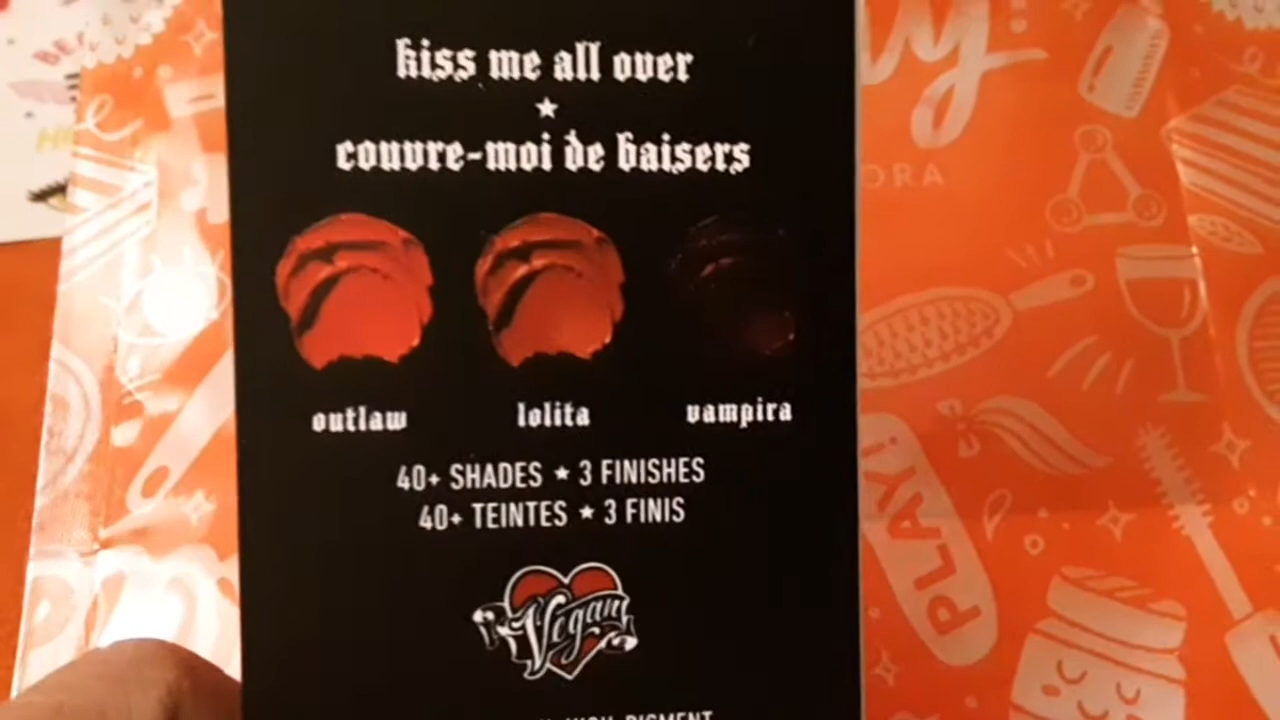 kiss me all over
couvre-moi de baisers
outlaw lolita vampira
40+ SHADES ★ 3 FINISHES
40+ TEINTES ★ 3 FINIS
Vegan
PLAY!